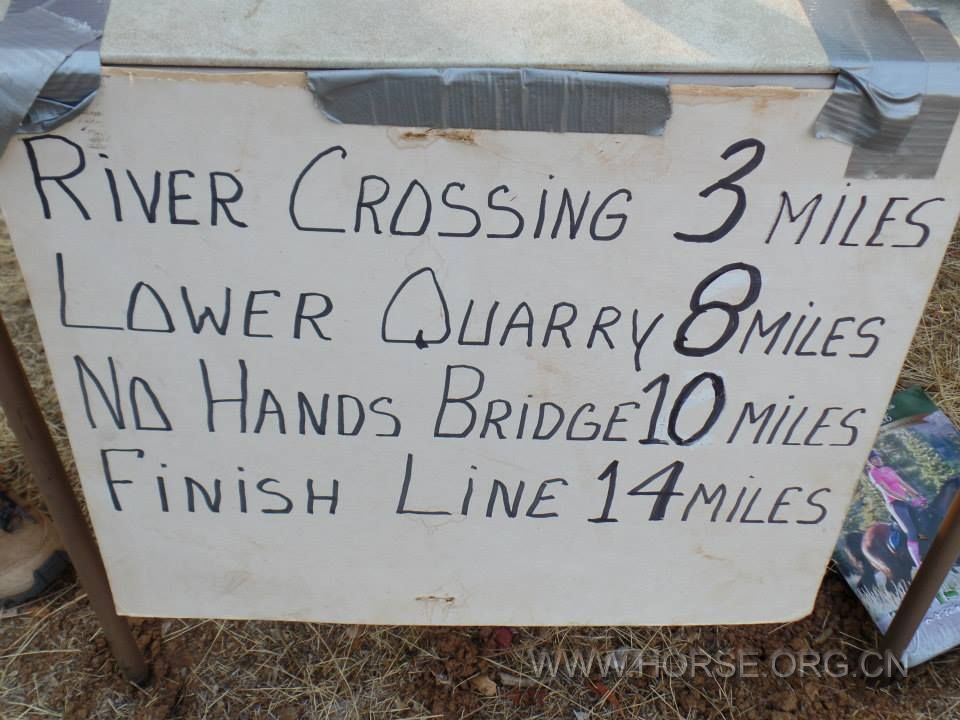 RiVER CROSSiNG 3 MiLES
LOWER QUARRY 8 MiLES
NO HANDS BRiDGE 10 MiLES
FiNiSH LiNE 14 MiLES
WWW.HORSE.ORG.CN